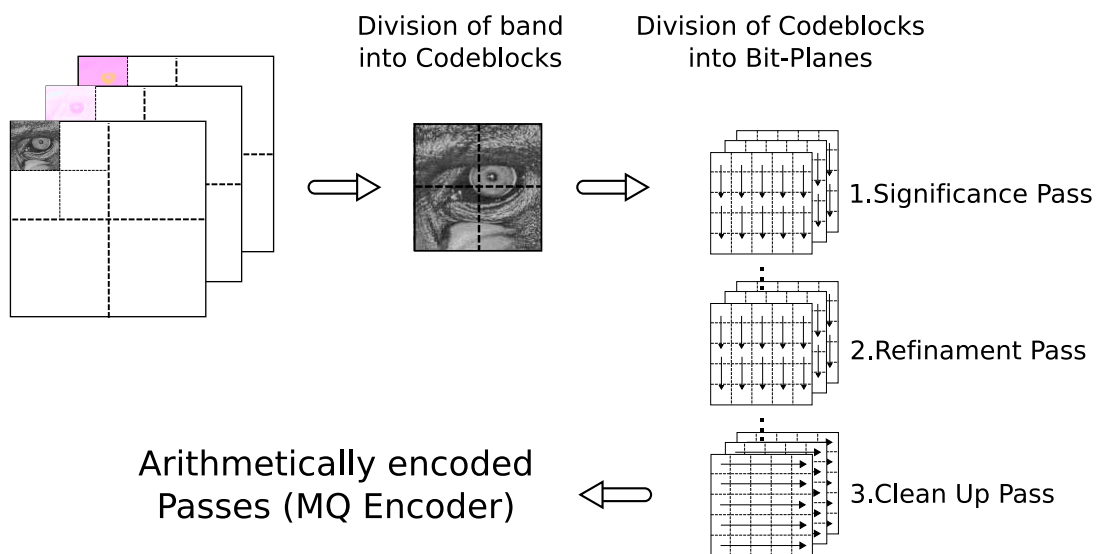 Division of band
into Codeblocks
Division of Codeblocks
into Bit-Planes
1.Significance Pass
2.Refinament Pass
3.Clean Up Pass
Arithmetically encoded
Passes (MQ Encoder)